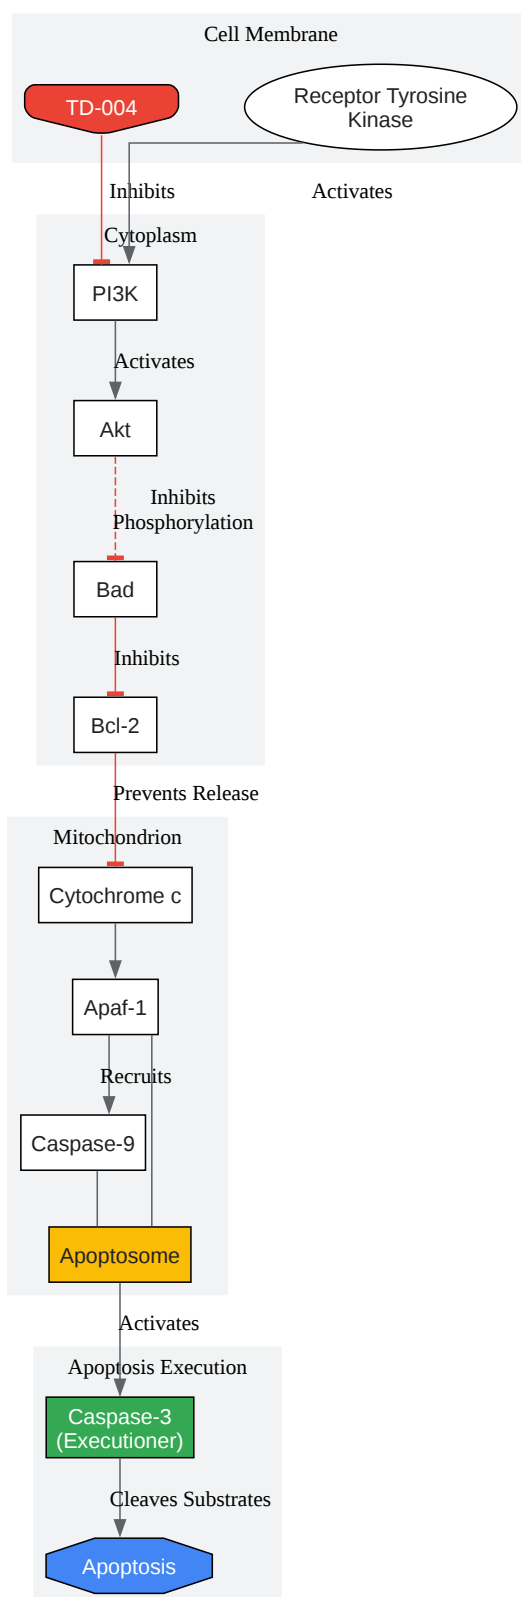 Cell Membrane
TD-004
Receptor Tyrosine
Kinase
Inhibits
Activates
Cytoplasm
PI3K
Activates
Akt
Inhibits
Phosphorylation
Bad
Inhibits
Bcl-2
Prevents Release
Mitochondrion
Cytochrome c
Apaf-1
Recruits
Caspase-9
Apoptosome
Activates
Apoptosis Execution
Caspase-3
(Executioner)
Cleaves Substrates
Apoptosis